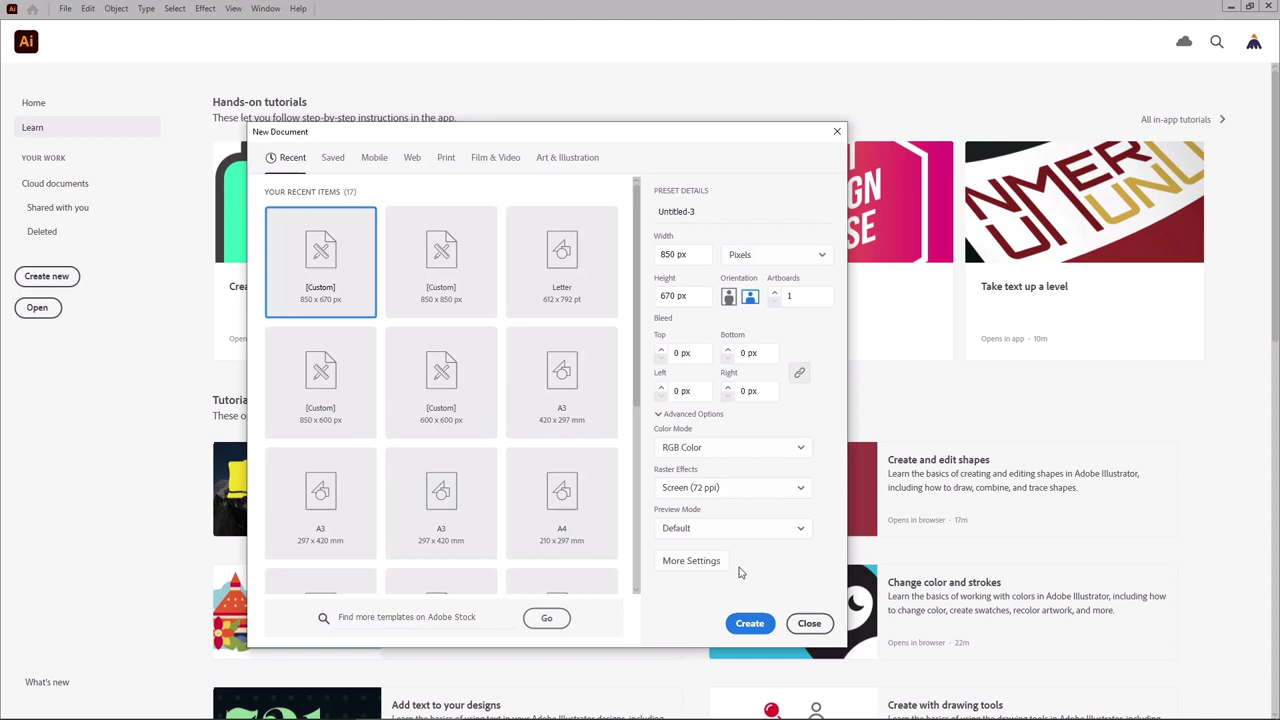 Ai File Edit Object Type Select Effect View Window Help
Ai
Home
Learn
YOUR WORK
Cloud documents
Shared with you
Deleted
Create new
Open
What's new
Hands-on tutorials
These let you follow step-by-step instructions in the app.
All in-app tutorials
Take text up a level
Opens in app • 10m
New Document
Recent Saved Mobile Web Print Film & Video Art & Illustration
YOUR RECENT ITEMS (17)
[Custom]
850 x 670 px
[Custom]
850 x 850 px
Letter
612 x 792 pt
[Custom]
850 x 600 px
[Custom]
600 x 600 px
A3
420 x 297 mm
A3
297 x 420 mm
A3
297 x 420 mm
A4
210 x 297 mm
Find more templates on Adobe Stock
Go
PRESET DETAILS
Untitled-3
Width
850 px Pixels
Height Orientation Artboards
670 px 1
Bleed
Top Bottom
0 px 0 px
Left Right
0 px 0 px
Advanced Options
Color Mode
RGB Color
Raster Effects
Screen (72 ppi)
Preview Mode
Default
More Settings
Create Close
Create and edit shapes
Learn the basics of creating and editing shapes in Adobe Illustrator,
including how to draw, combine, and trace shapes.
Opens in browser • 17m
Change color and strokes
Learn the basics of working with colors in Adobe Illustrator, including how
to change color, create swatches, recolor artwork, and more.
Opens in browser • 22m
Add text to your designs
Create with drawing tools